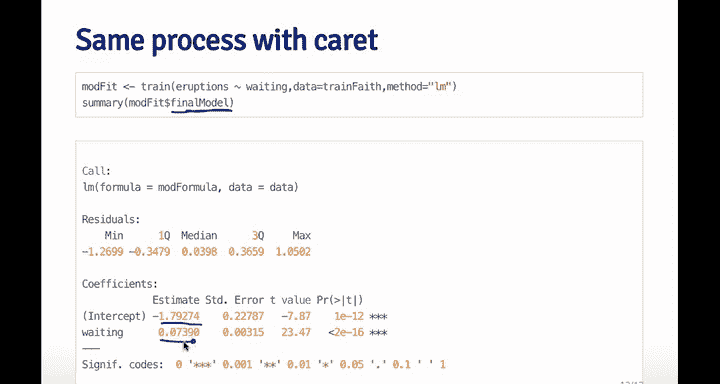 Same process with caret
modFit <- train(eruptions ~ waiting,data=trainFaith,method="lm")
summary(modFit$finalModel)
Call:
lm(formula = modFormula, data = data)
Residuals:
Min 1Q Median 3Q Max
-1.2699 -0.3479 0.0398 0.3659 1.0502
Coefficients:
Estimate Std. Error t value Pr(>|t|)
(Intercept) -1.79274 0.22787 -7.87 1e-12 ***
waiting 0.07390 0.00315 23.47 <2e-16 ***
---
Signif. codes: 0 '***' 0.001 '**' 0.01 '*' 0.05 '.' 0.1 ' ' 1